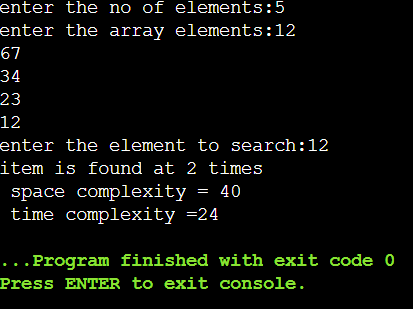 enter the no of elements:5
enter the array elements:12
67
34
23
12
enter the element to search:12
item is found at 2 times
 space complexity = 40
 time complexity =24

...Program finished with exit code 0
Press ENTER to exit console.